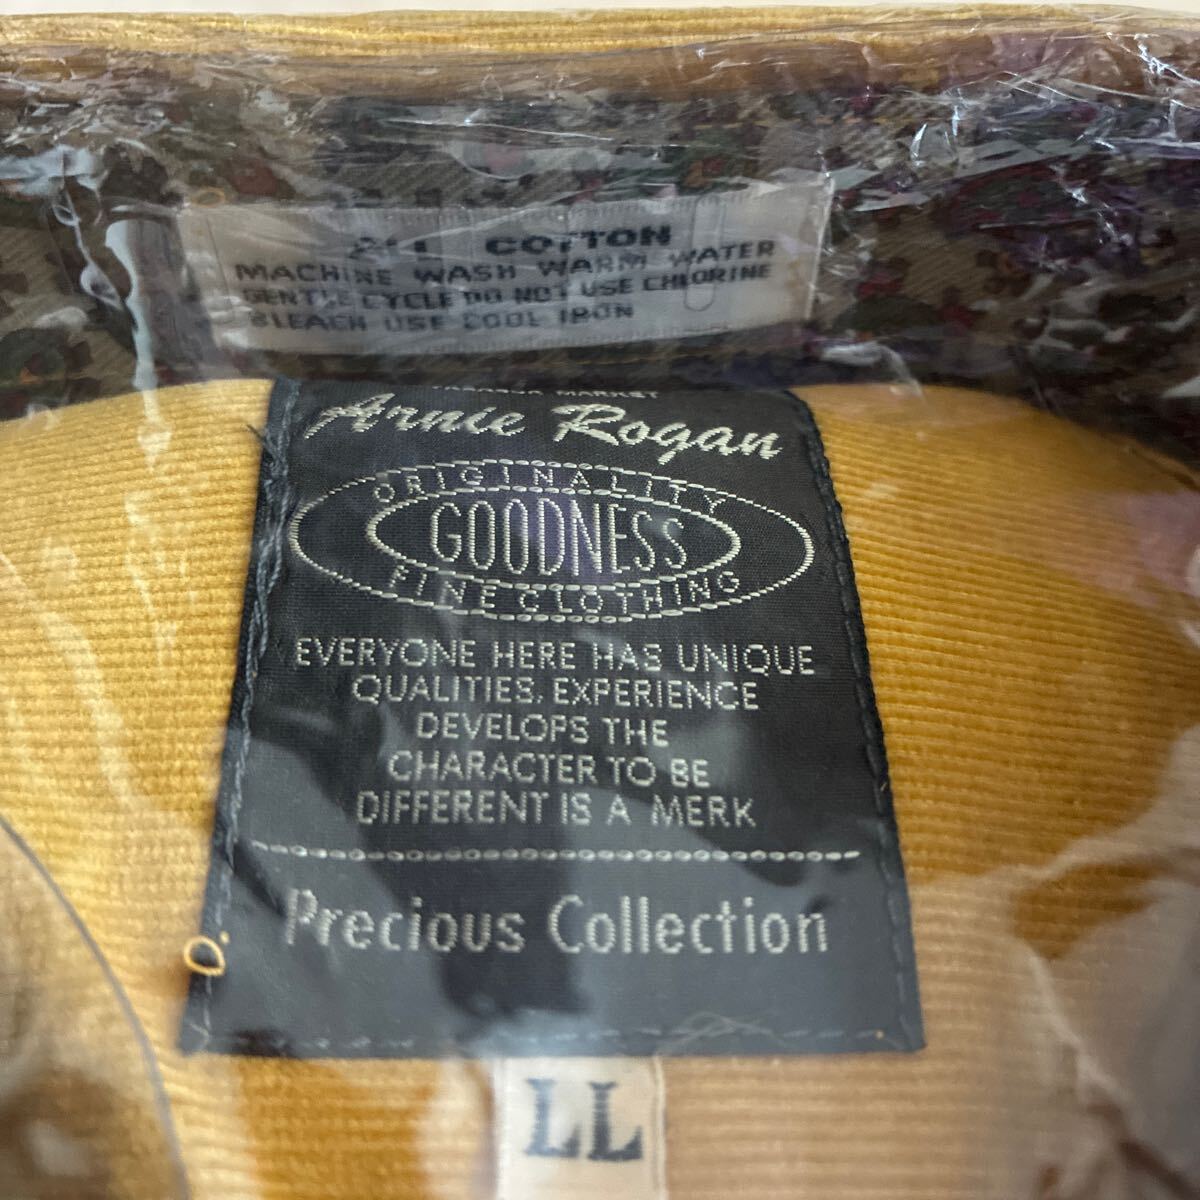 ALL COTTON
MACHINE WASH WARM WATER
GENTLE CYCLE DO NOT USE CHLORINE
BLEACH USE COOL IRON
MARKET
Arnie Rogan
ORIGINALITY
GOODNESS
FINE CLOTHING
EVERYONE HERE HAS UNIQUE
QUALITIES. EXPERIENCE
DEVELOPS THE
CHARACTER TO BE
DIFFERENT IS A MERK
Precious Collection
LL